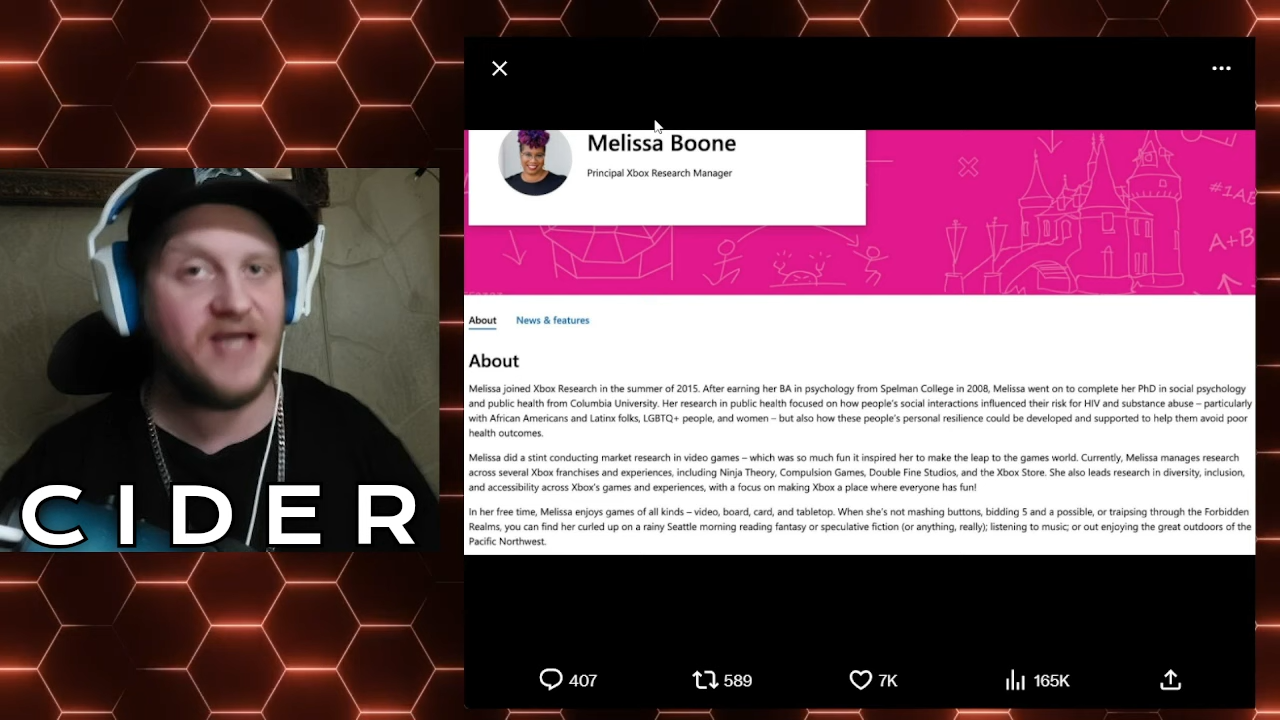 Melissa Boone
Principal Xbox Research Manager
#1AB
A+B
About
News & features
About
Melissa joined Xbox Research in the summer of 2015. After earning her BA in psychology from Spelman College in 2008, Melissa went on to complete her PhD in social psychology
and public health from Columbia University. Her research in public health focused on how people's social interactions influenced their risk for HIV and substance abuse – particularly
with African Americans and Latinx folks, LGBTQ+ people, and women – but also how these people's personal resilience could be developed and supported to help them avoid poor
health outcomes.
Melissa did a stint conducting market research in video games – which was so much fun it inspired her to make the leap to the games world. Currently, Melissa manages research
across several Xbox franchises and experiences, including Ninja Theory, Compulsion Games, Double Fine Studios, and the Xbox Store. She also leads research in diversity, inclusion,
and accessibility across Xbox's games and experiences, with a focus on making Xbox a place where everyone has fun!
In her free time, Melissa enjoys games of all kinds – video, board, card, and tabletop. When she's not mashing buttons, bidding 5 and a possible, or traipsing through the Forbidden
Realms, you can find her curled up on a rainy Seattle morning reading fantasy or speculative fiction (or anything, really); listening to music; or out enjoying the great outdoors of the
Pacific Northwest.
CIDER
407
589
7K
165K